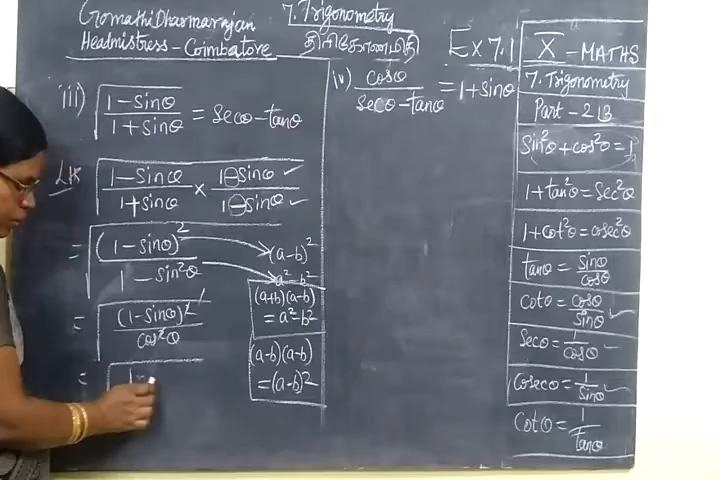 Gomathi Dharmarajan
Headmistress - Coimbatore
7. Trigonometry
திரிகோணமிதி
Ex 7.1
iii) √((1 - sinθ)/(1 + sinθ)) = secθ - tanθ
LHS √((1 - sinθ)/(1 + sinθ) × (1 - sinθ)/(1 - sinθ)) ✓ ✓
= √((1 - sinθ)²/(1 - sin²θ)) → (a-b)²
a² - b²
= √((1 - sinθ)²/cos²θ)
= √(1 -
(a+b)(a-b)
= a² - b²
(a-b)(a-b)
= (a-b)²
iv) cosθ/(secθ - tanθ) = 1 + sinθ
X - MATHS
7. Trigonometry
Part - 2 B
sin²θ + cos²θ = 1
1 + tan²θ = sec²θ
1 + cot²θ = cosec²θ
tanθ = sinθ/cosθ
cotθ = cosθ/sinθ ✓
secθ = 1/cosθ ✓
cosecθ = 1/sinθ ✓
cotθ = 1/tanθ